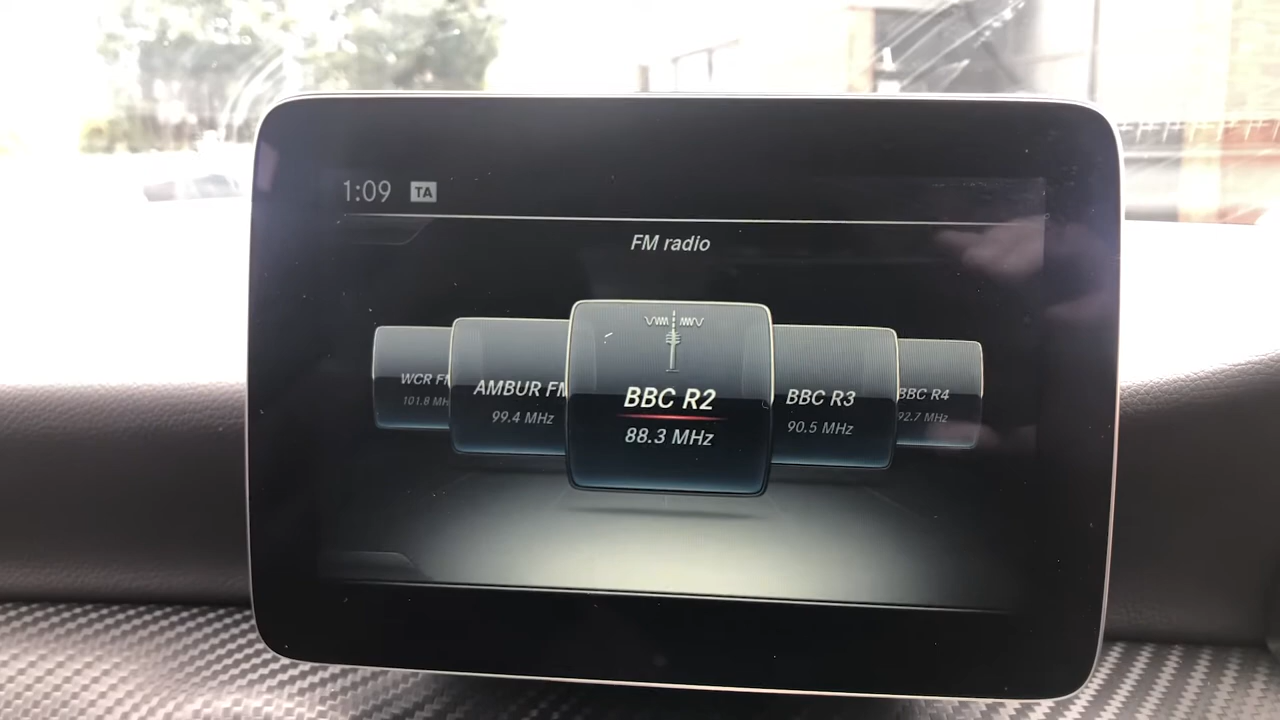 1:09 TA
FM radio
WCR FM
101.8 MH
AMBUR FM
99.4 MHz
BBC R2
88.3 MHz
BBC R3
90.5 MHz
BBC R4
92.7 MHz